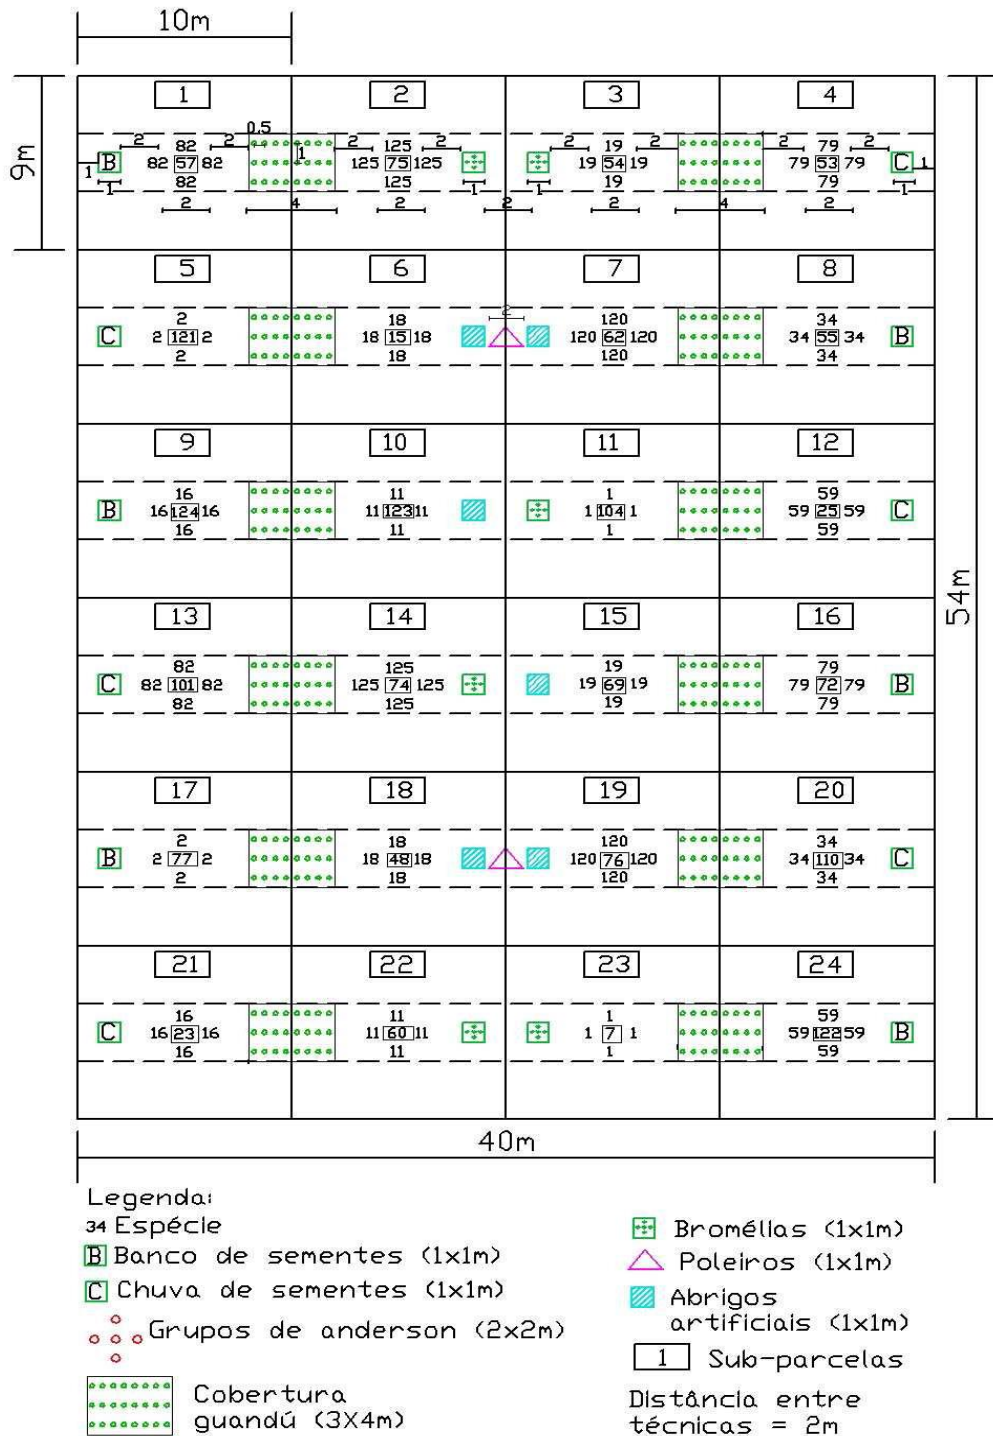 10m
9m
54m
1 2 3 4
0,5
2 82 2 2 125 2 2 19 2 2 79 2
B 82 57 82 1 125 75 125 19 54 19 79 53 79 C 1
1 1 82 125 1 1 19 79 1
2 4 2 2 2 4 2
5 6 7 8
2
2 18 120 34
C 2 121 2 18 15 18 120 62 120 34 55 34 B
2 18 120 34
9 10 11 12
16 11 1 59
B 16 124 16 11 123 11 1 104 1 59 25 59 C
16 11 1 59
13 14 15 16
82 125 19 79
C 82 101 82 125 74 125 19 69 19 79 72 79 B
82 125 19 79
17 18 19 20
2 18 120 34
B 2 77 2 18 48 18 120 76 120 34 110 34 C
2 18 120 34
21 22 23 24
16 11 1 59
C 16 23 16 11 60 11 1 7 1 59 122 59 B
16 11 1 59
40m
Legenda:
34 Espécie
B Banco de sementes (1x1m)
C Chuva de sementes (1x1m)
Grupos de anderson (2x2m)
Cobertura
guandú (3X4m)
Bromélias (1x1m)
Poleiros (1x1m)
Abrigos
artificiais (1x1m)
1 Sub-parcelas
Distância entre
técnicas = 2m